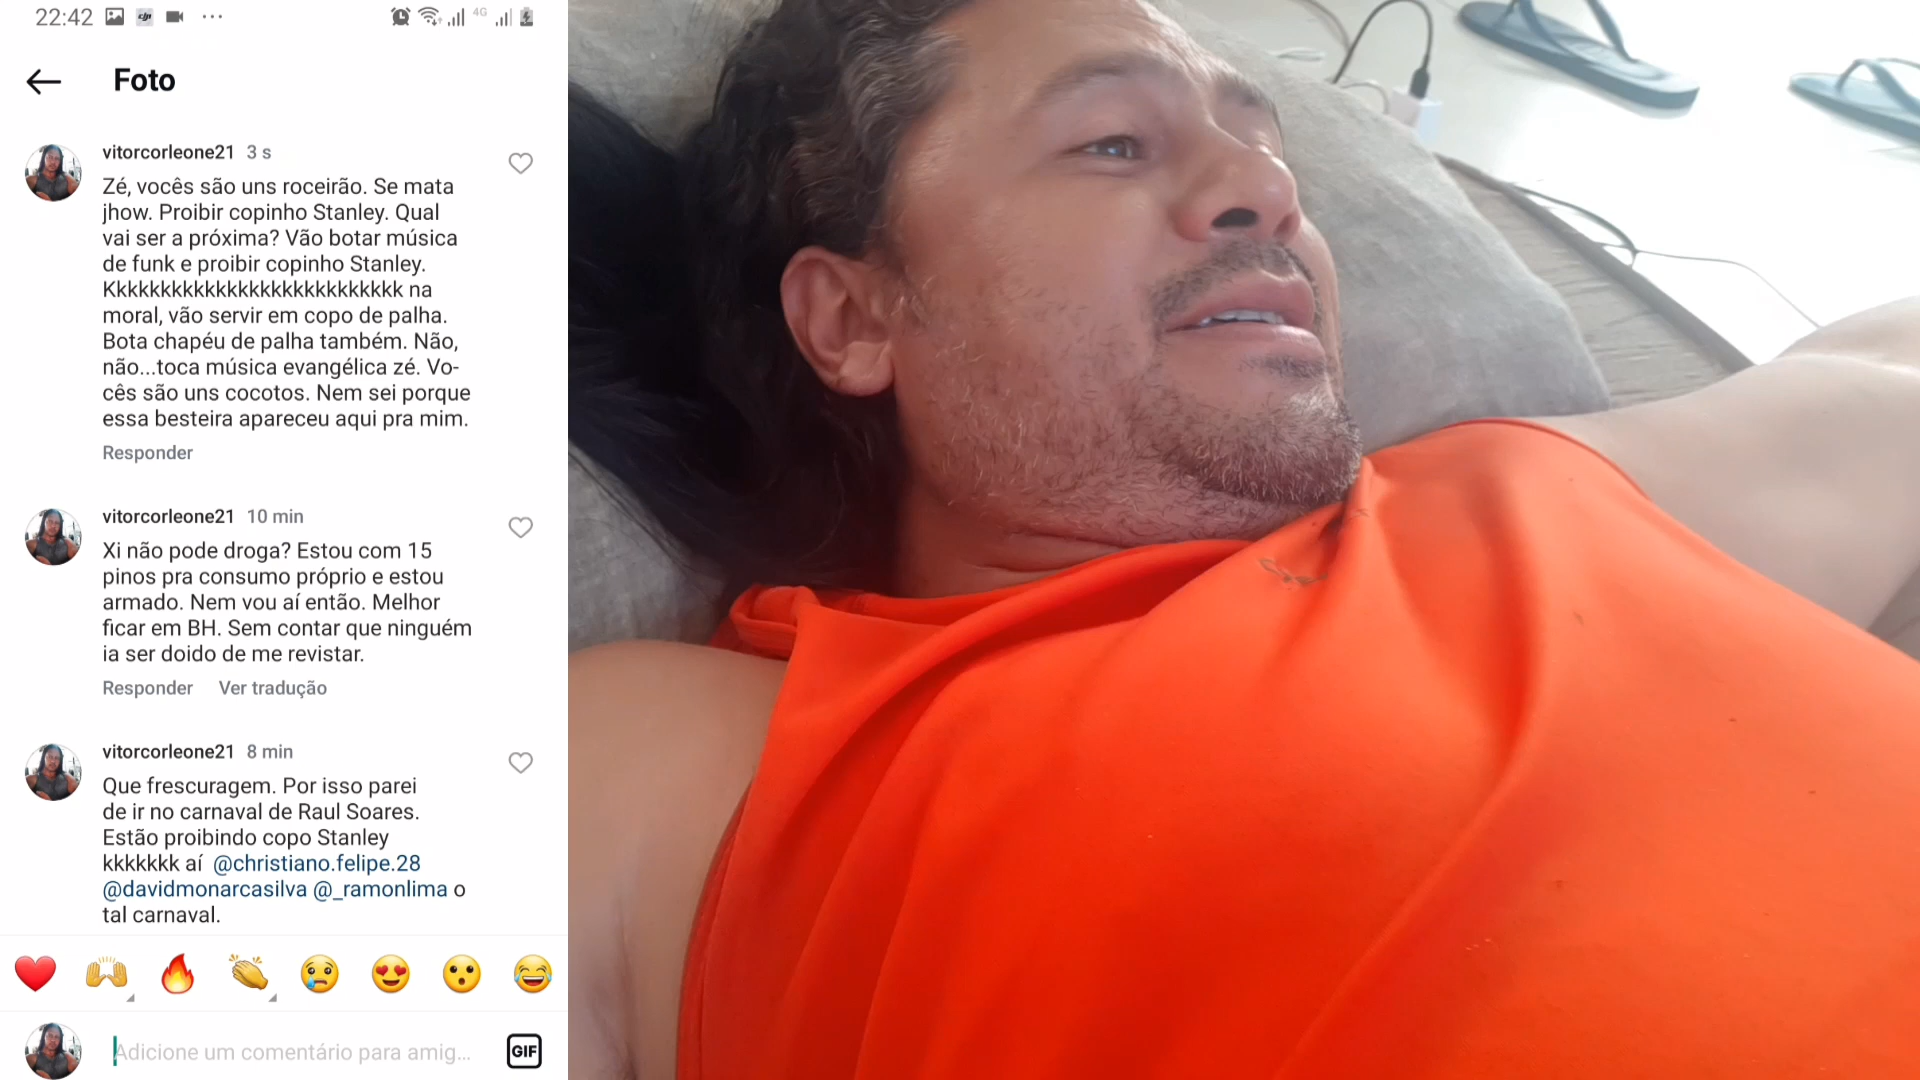 22:42
4G
Foto
vitorcorleone21 3 s
Zé, vocês são uns roceirão. Se mata
jhow. Proibir copinho Stanley. Qual
vai ser a próxima? Vão botar música
de funk e proibir copinho Stanley.
Kkkkkkkkkkkkkkkkkkkkkkkkkkk na
moral, vão servir em copo de palha.
Bota chapéu de palha também. Não,
não...toca música evangélica zé. Vo-
cês são uns cocotos. Nem sei porque
essa besteira apareceu aqui pra mim.
Responder
vitorcorleone21 10 min
Xi não pode droga? Estou com 15
pinos pra consumo próprio e estou
armado. Nem vou aí então. Melhor
ficar em BH. Sem contar que ninguém
ia ser doido de me revistar.
Responder Ver tradução
vitorcorleone21 8 min
Que frescuragem. Por isso parei
de ir no carnaval de Raul Soares.
Estão proibindo copo Stanley
kkkkkkk aí @christiano.felipe.28
@davidmonarcasilva @_ramonlima o
tal carnaval.
Adicione um comentário para amig...
GIF